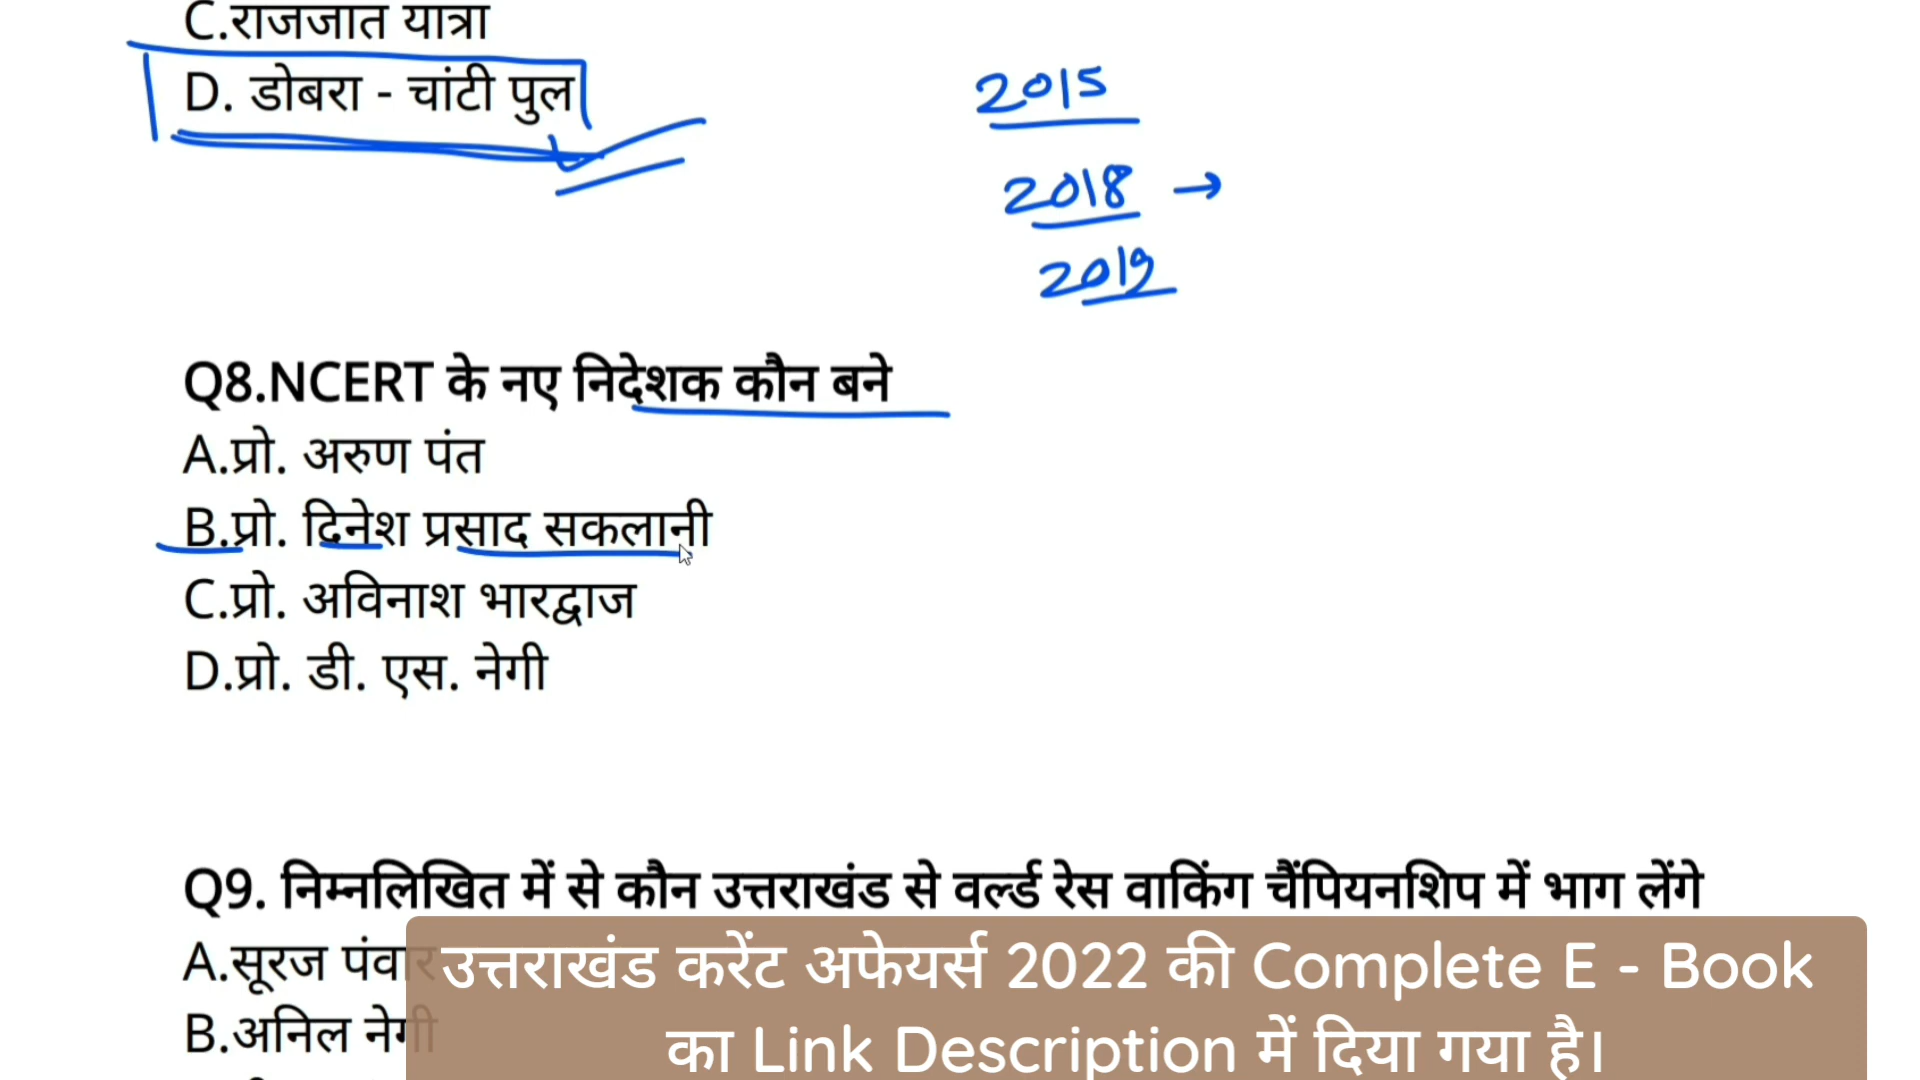 C.राजजात यात्रा
D. डोबरा - चांटी पुल
2015
2018 →
2019
Q8.NCERT के नए निदेशक कौन बने
A.प्रो. अरुण पंत
B.प्रो. दिनेश प्रसाद सकलानी
C.प्रो. अविनाश भारद्वाज
D.प्रो. डी. एस. नेगी
Q9. निम्नलिखित में से कौन उत्तराखंड से वर्ल्ड रेस वाकिंग चैंपियनशिप में भाग लेंगे
A.सूरज पंवार
B.अनिल नेगी
उत्तराखंड करेंट अफेयर्स 2022 की Complete E - Book
का Link Description में दिया गया है।